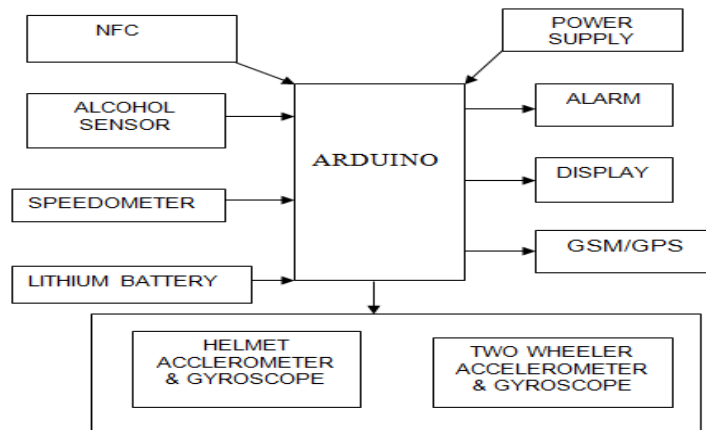 NFC
POWER
SUPPLY
ALCOHOL
SENSOR
ALARM
ARDUINO
DISPLAY
SPEEDOMETER
GSM/GPS
LITHIUM BATTERY
HELMET
ACCLEROMETER
& GYROSCOPE
TWO WHEELER
ACCELEROMETER
& GYROSCOPE